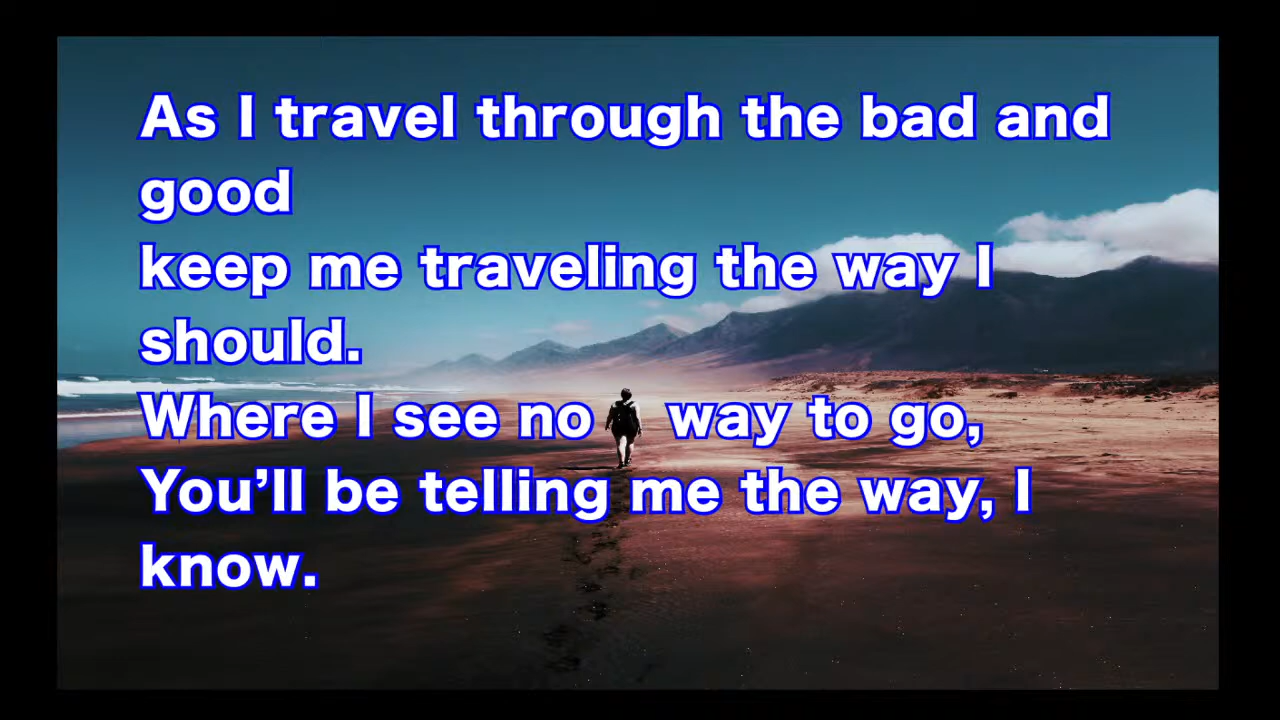 As I travel through the bad and
good
keep me traveling the way I
should.
Where I see no way to go,
You’ll be telling me the way, I
know.